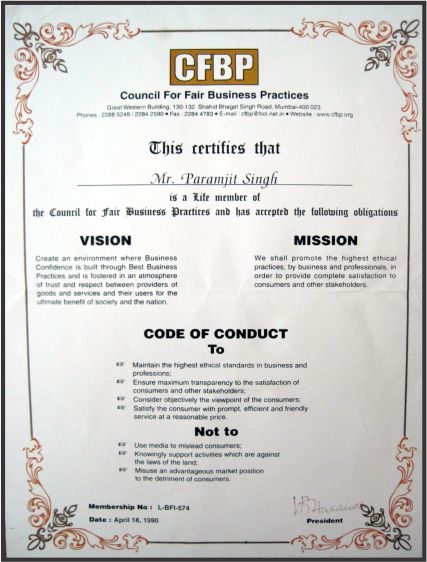 CFBP
Council For Fair Business Practices
Great Western Building, 130-132, Shahid Bhagat Singh Road, Mumbai-400 023.
Phones : 2288 5249 / 2284 2590 • Fax : 2284 4783 • E-mail : cfbp@bol.net.in • Website : www.cfbp.org
This certifies that
Mr. Paramjit Singh
is a Life member of
the Council for Fair Business Practices and has accepted the following obligations
VISION
Create an environment where Business
Confidence is built through Best Business
Practices and is fostered in an atmosphere
of trust and respect between providers of
goods and services and their users for the
ultimate benefit of society and the nation.
MISSION
We shall promote the highest ethical
practices, by business and professionals, in
order to provide complete satisfaction to
consumers and other stakeholders.
CODE OF CONDUCT
To
Maintain the highest ethical standards in business and
professions;
Ensure maximum transparency to the satisfaction of
consumers and other stakeholders;
Consider objectively the viewpoint of the consumers;
Satisfy the consumer with prompt, efficient and friendly
service at a reasonable price.
Not to
Use media to mislead consumers;
Knowingly support activities which are against
the laws of the land;
Misuse an advantageous market position
to the detriment of consumers.
Membership No : L-BFI-574
Date : April 18, 1990
President